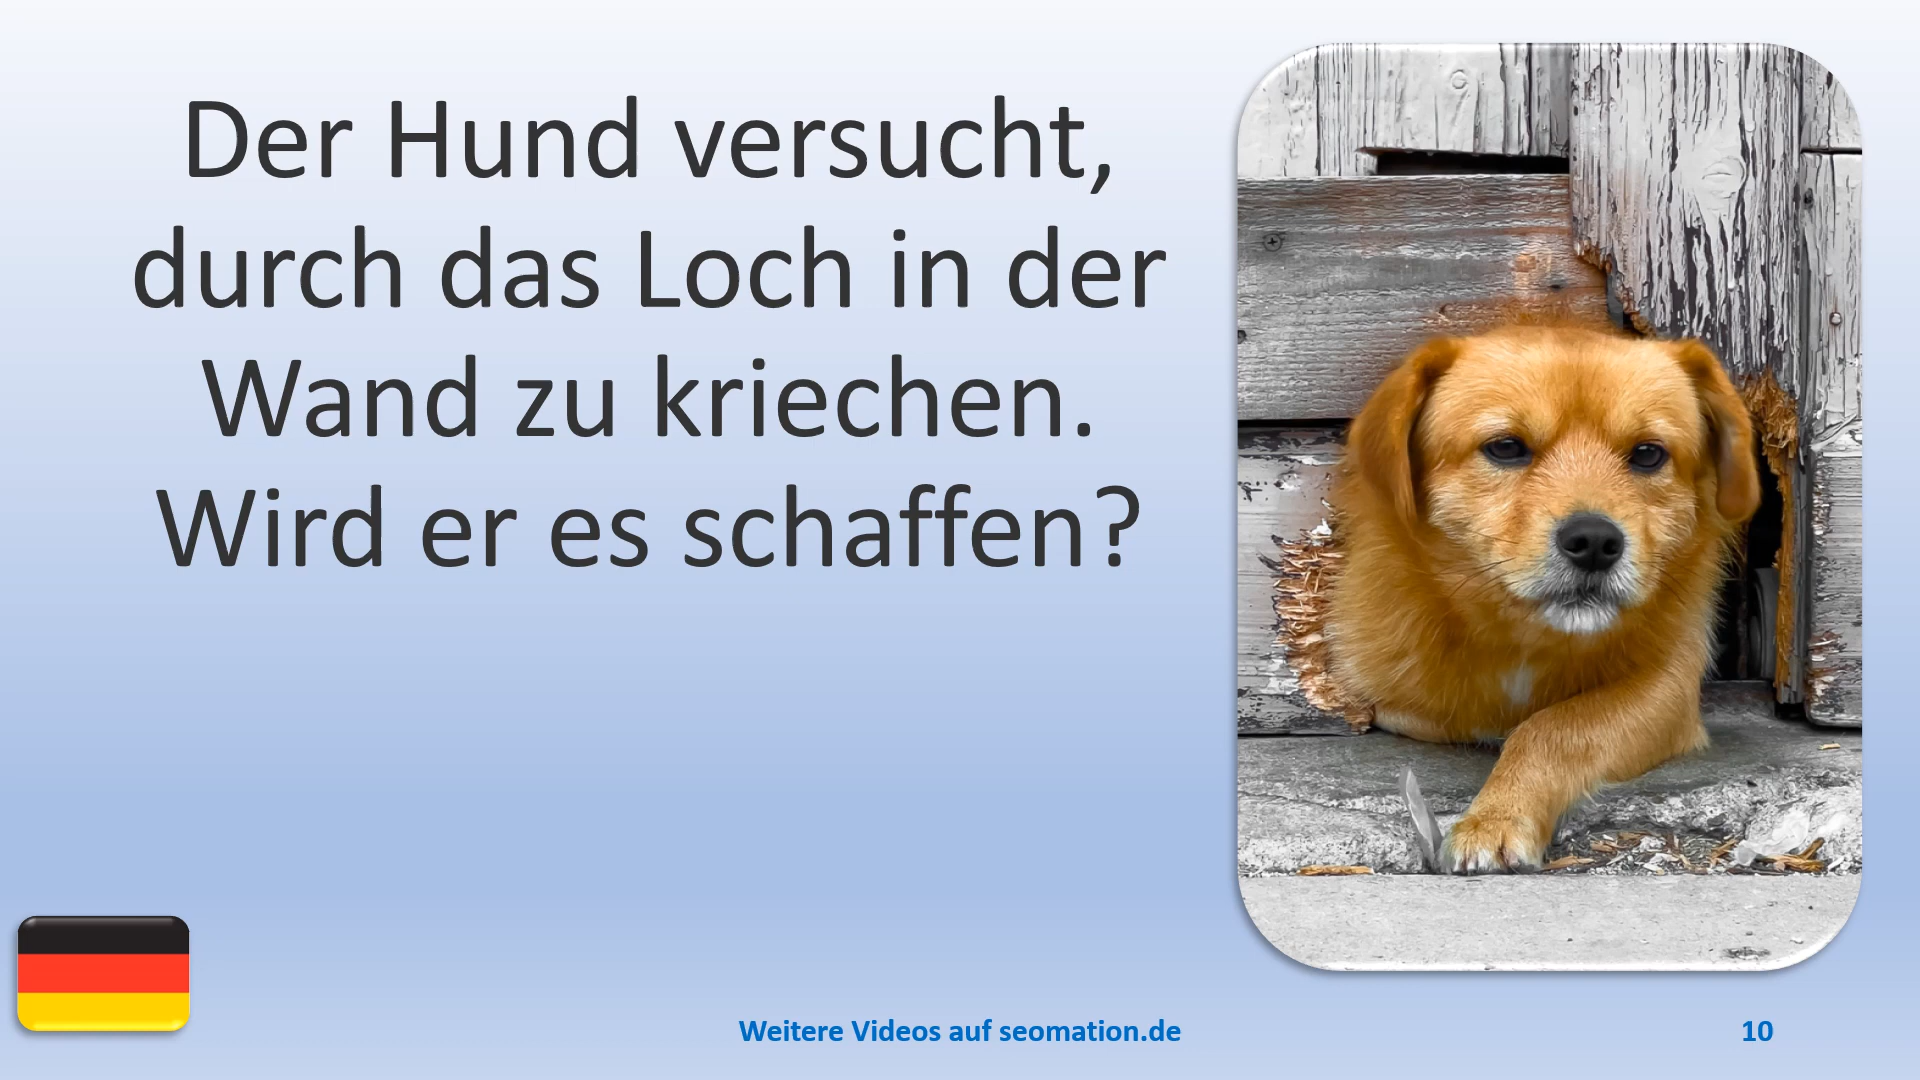 Der Hund versucht,
durch das Loch in der
Wand zu kriechen.
Wird er es schaffen?
Weitere Videos auf seomation.de
10